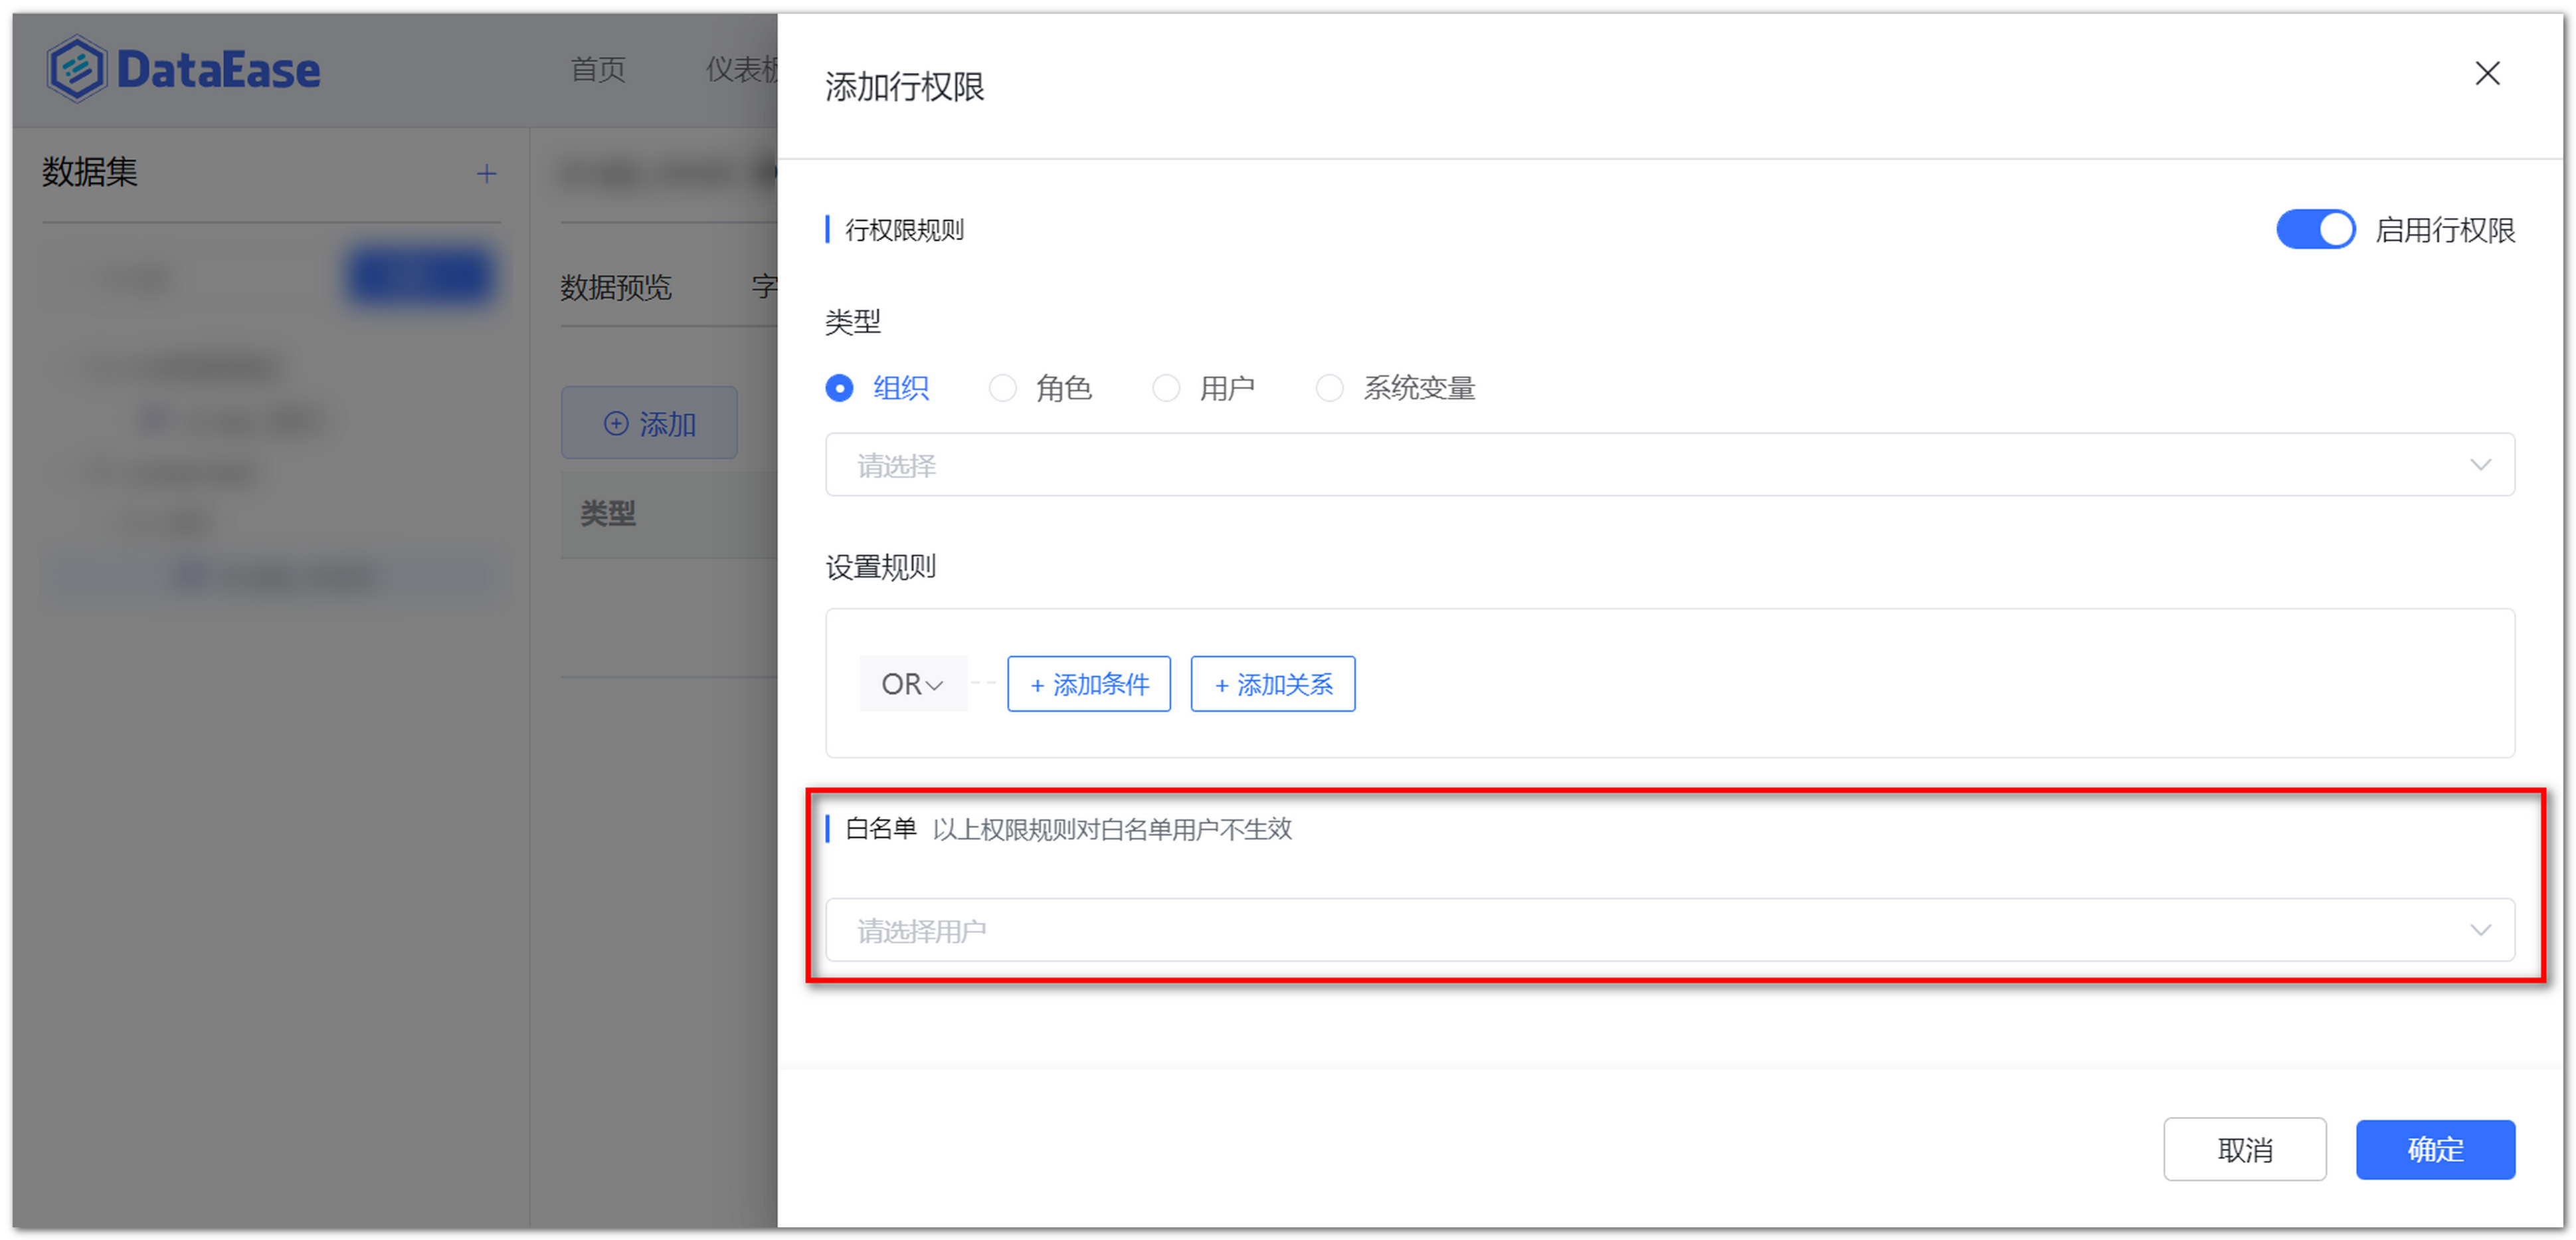 DataEase
首页
仪表板
数据集
数据预览
字
添加
类型
添加行权限
行权限规则
启用行权限
类型
组织 角色 用户 系统变量
请选择
设置规则
OR + 添加条件 + 添加关系
白名单 以上权限规则对白名单用户不生效
请选择用户
取消 确定